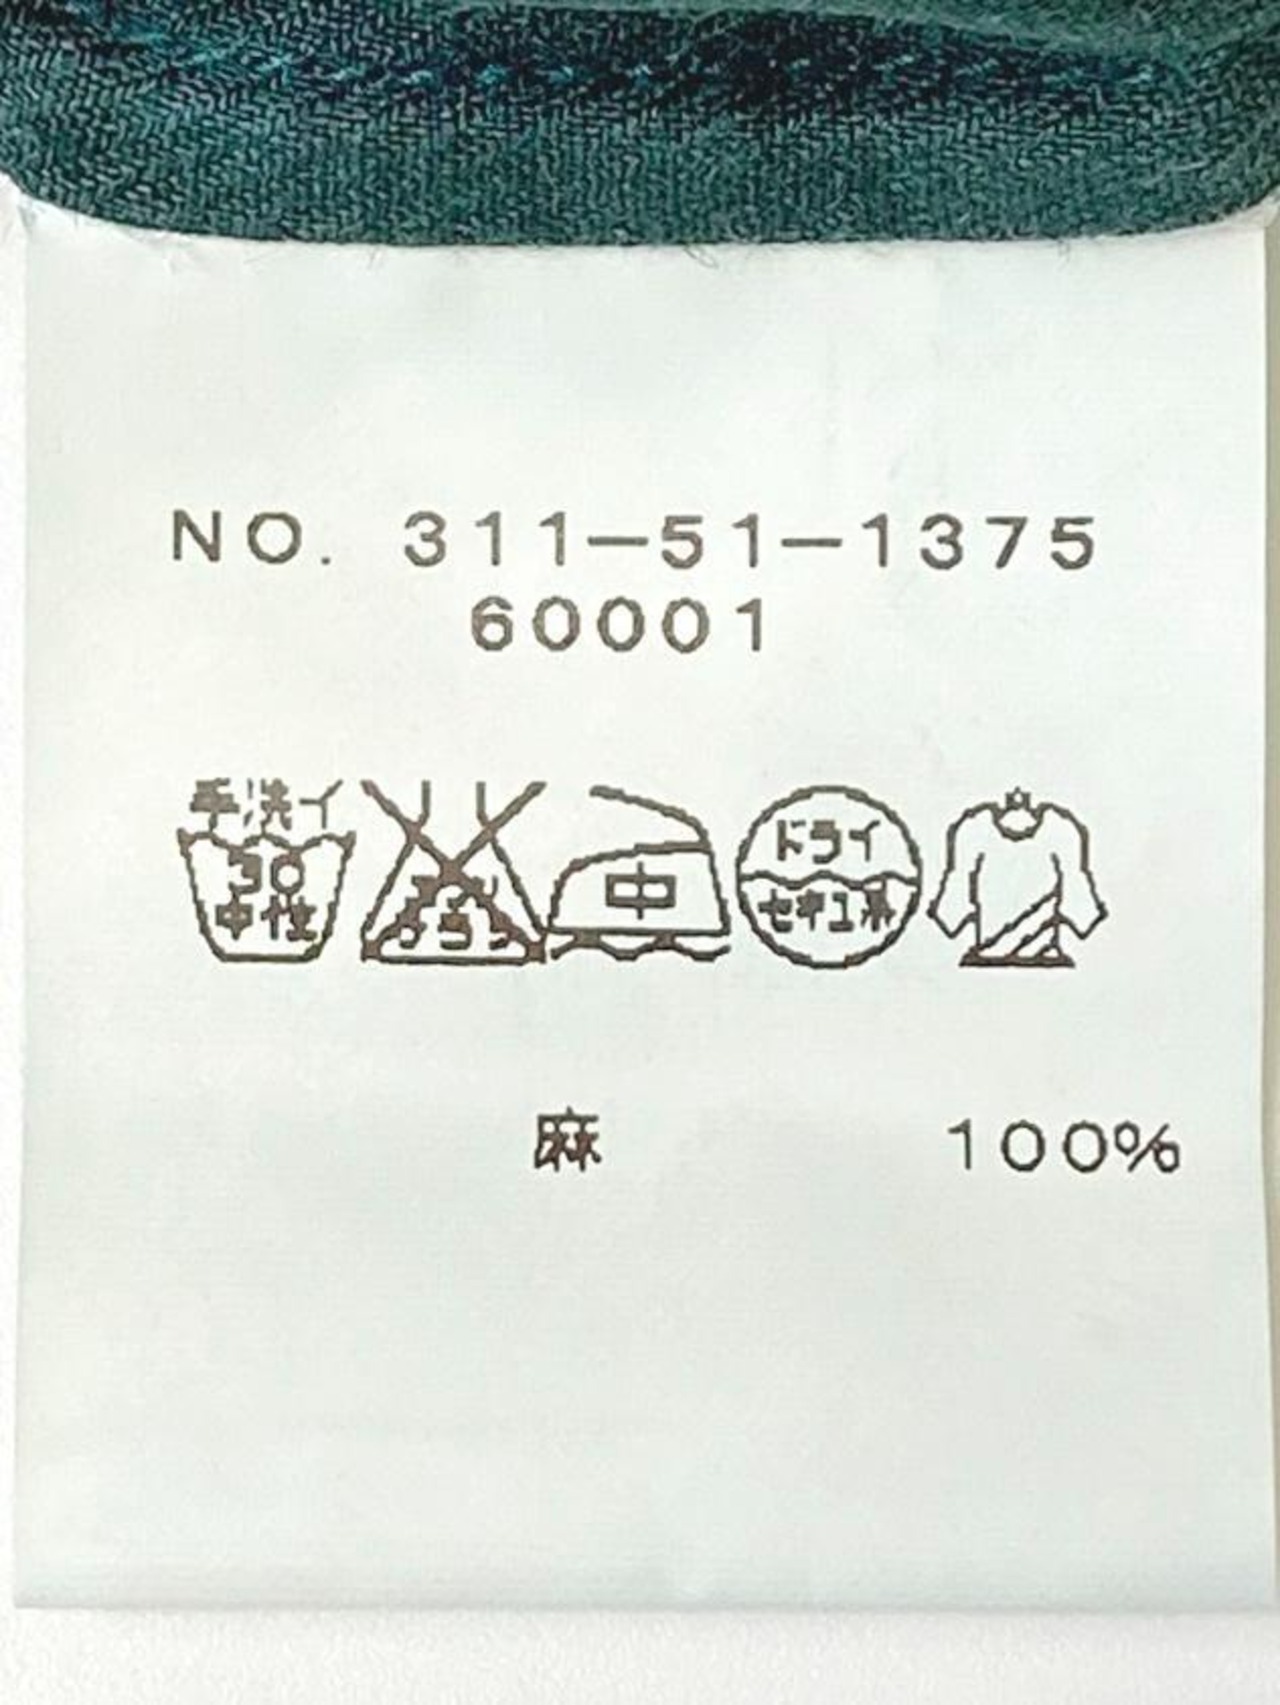 NO. 311-51-1375
60001
手洗イ
30
中性
エンソ
サラシ
中
ドライ
セキユ系
麻 100%